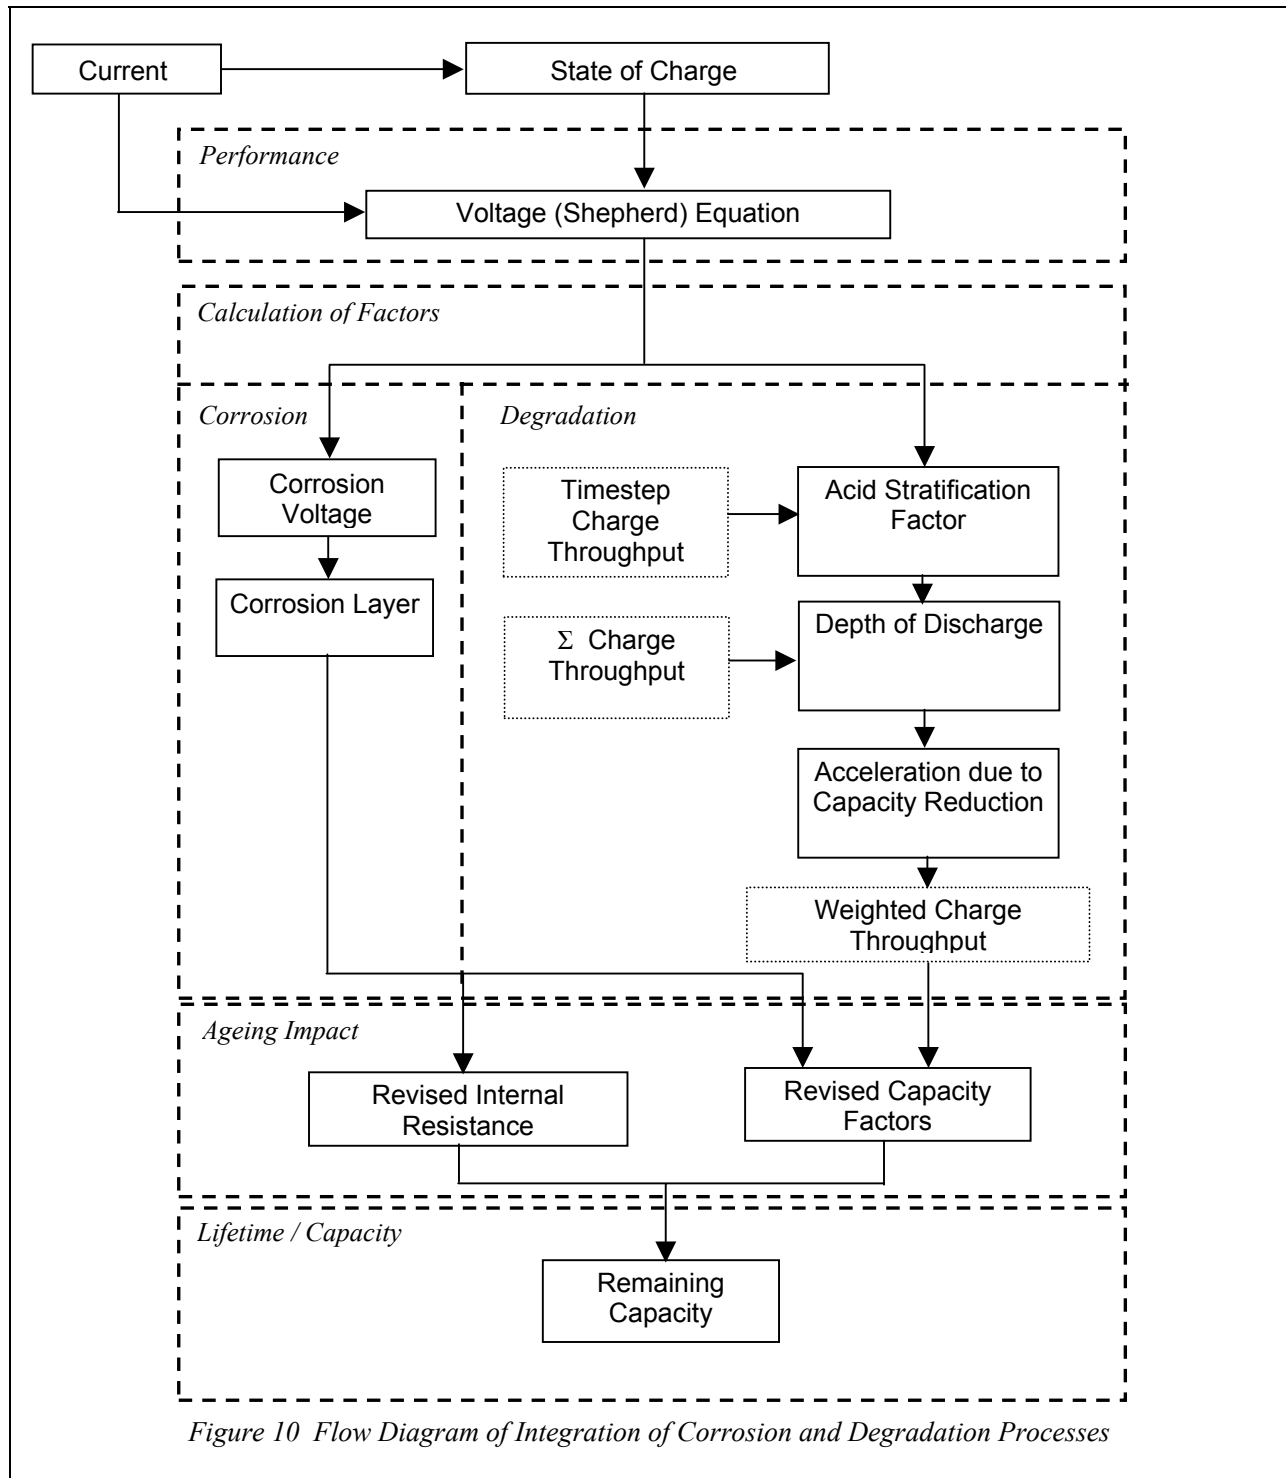 Current
State of Charge
Performance
Voltage (Shepherd) Equation
Calculation of Factors
Corrosion
Degradation
Corrosion
Voltage
Timestep
Charge
Throughput
Acid Stratification
Factor
Corrosion Layer
Σ Charge
Throughput
Depth of Discharge
Acceleration due to
Capacity Reduction
Weighted Charge
Throughput
Ageing Impact
Revised Internal
Resistance
Revised Capacity
Factors
Lifetime / Capacity
Remaining
Capacity
Figure 10 Flow Diagram of Integration of Corrosion and Degradation Processes